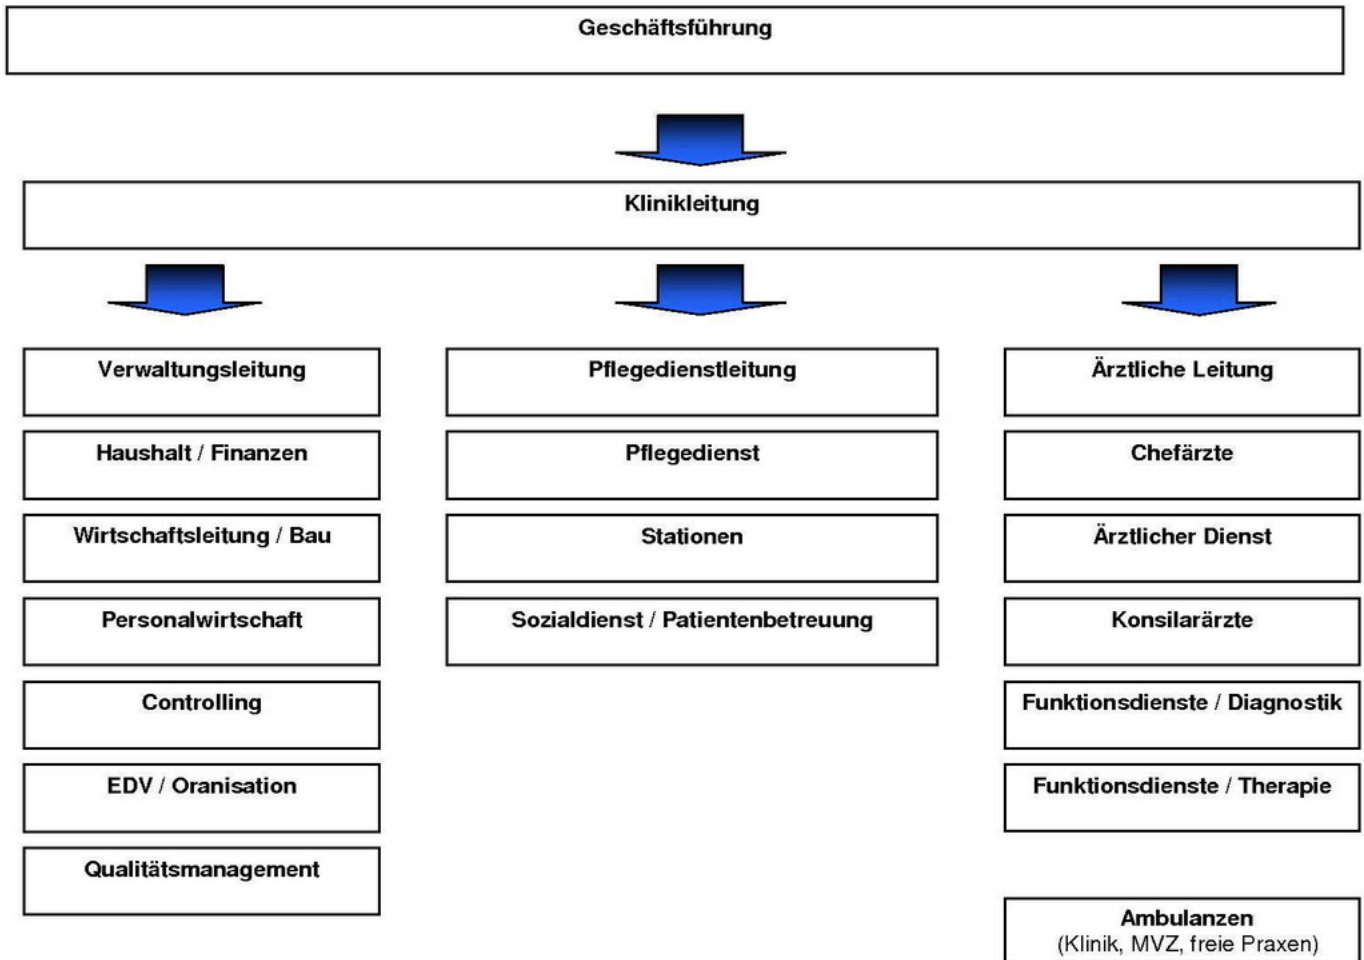 Geschäftsführung
Klinikleitung
Verwaltungsleitung
Haushalt / Finanzen
Wirtschaftsleitung / Bau
Personalwirtschaft
Controlling
EDV / Oranisation
Qualitätsmanagement
Pflegedienstleitung
Pflegedienst
Stationen
Sozialdienst / Patientenbetreuung
Ärztliche Leitung
Chefärzte
Ärztlicher Dienst
Konsilarärzte
Funktionsdienste / Diagnostik
Funktionsdienste / Therapie
Ambulanzen
(Klinik, MVZ, freie Praxen)